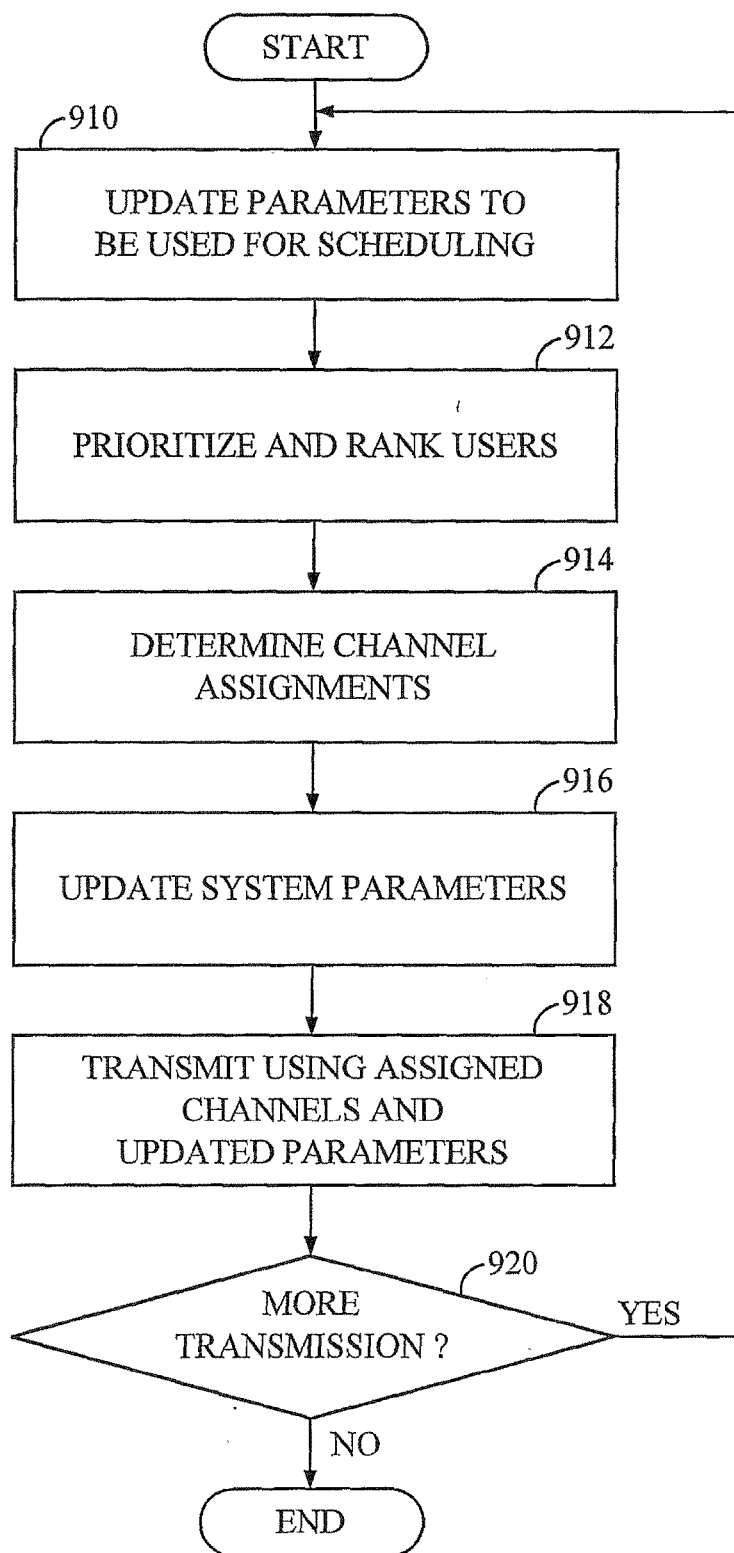 START
910
UPDATE PARAMETERS TO
BE USED FOR SCHEDULING
912
PRIORITIZE AND RANK USERS
914
DETERMINE CHANNEL
ASSIGNMENTS
916
UPDATE SYSTEM PARAMETERS
918
TRANSMIT USING ASSIGNED
CHANNELS AND
UPDATED PARAMETERS
920
MORE
TRANSMISSION ?
YES
NO
END